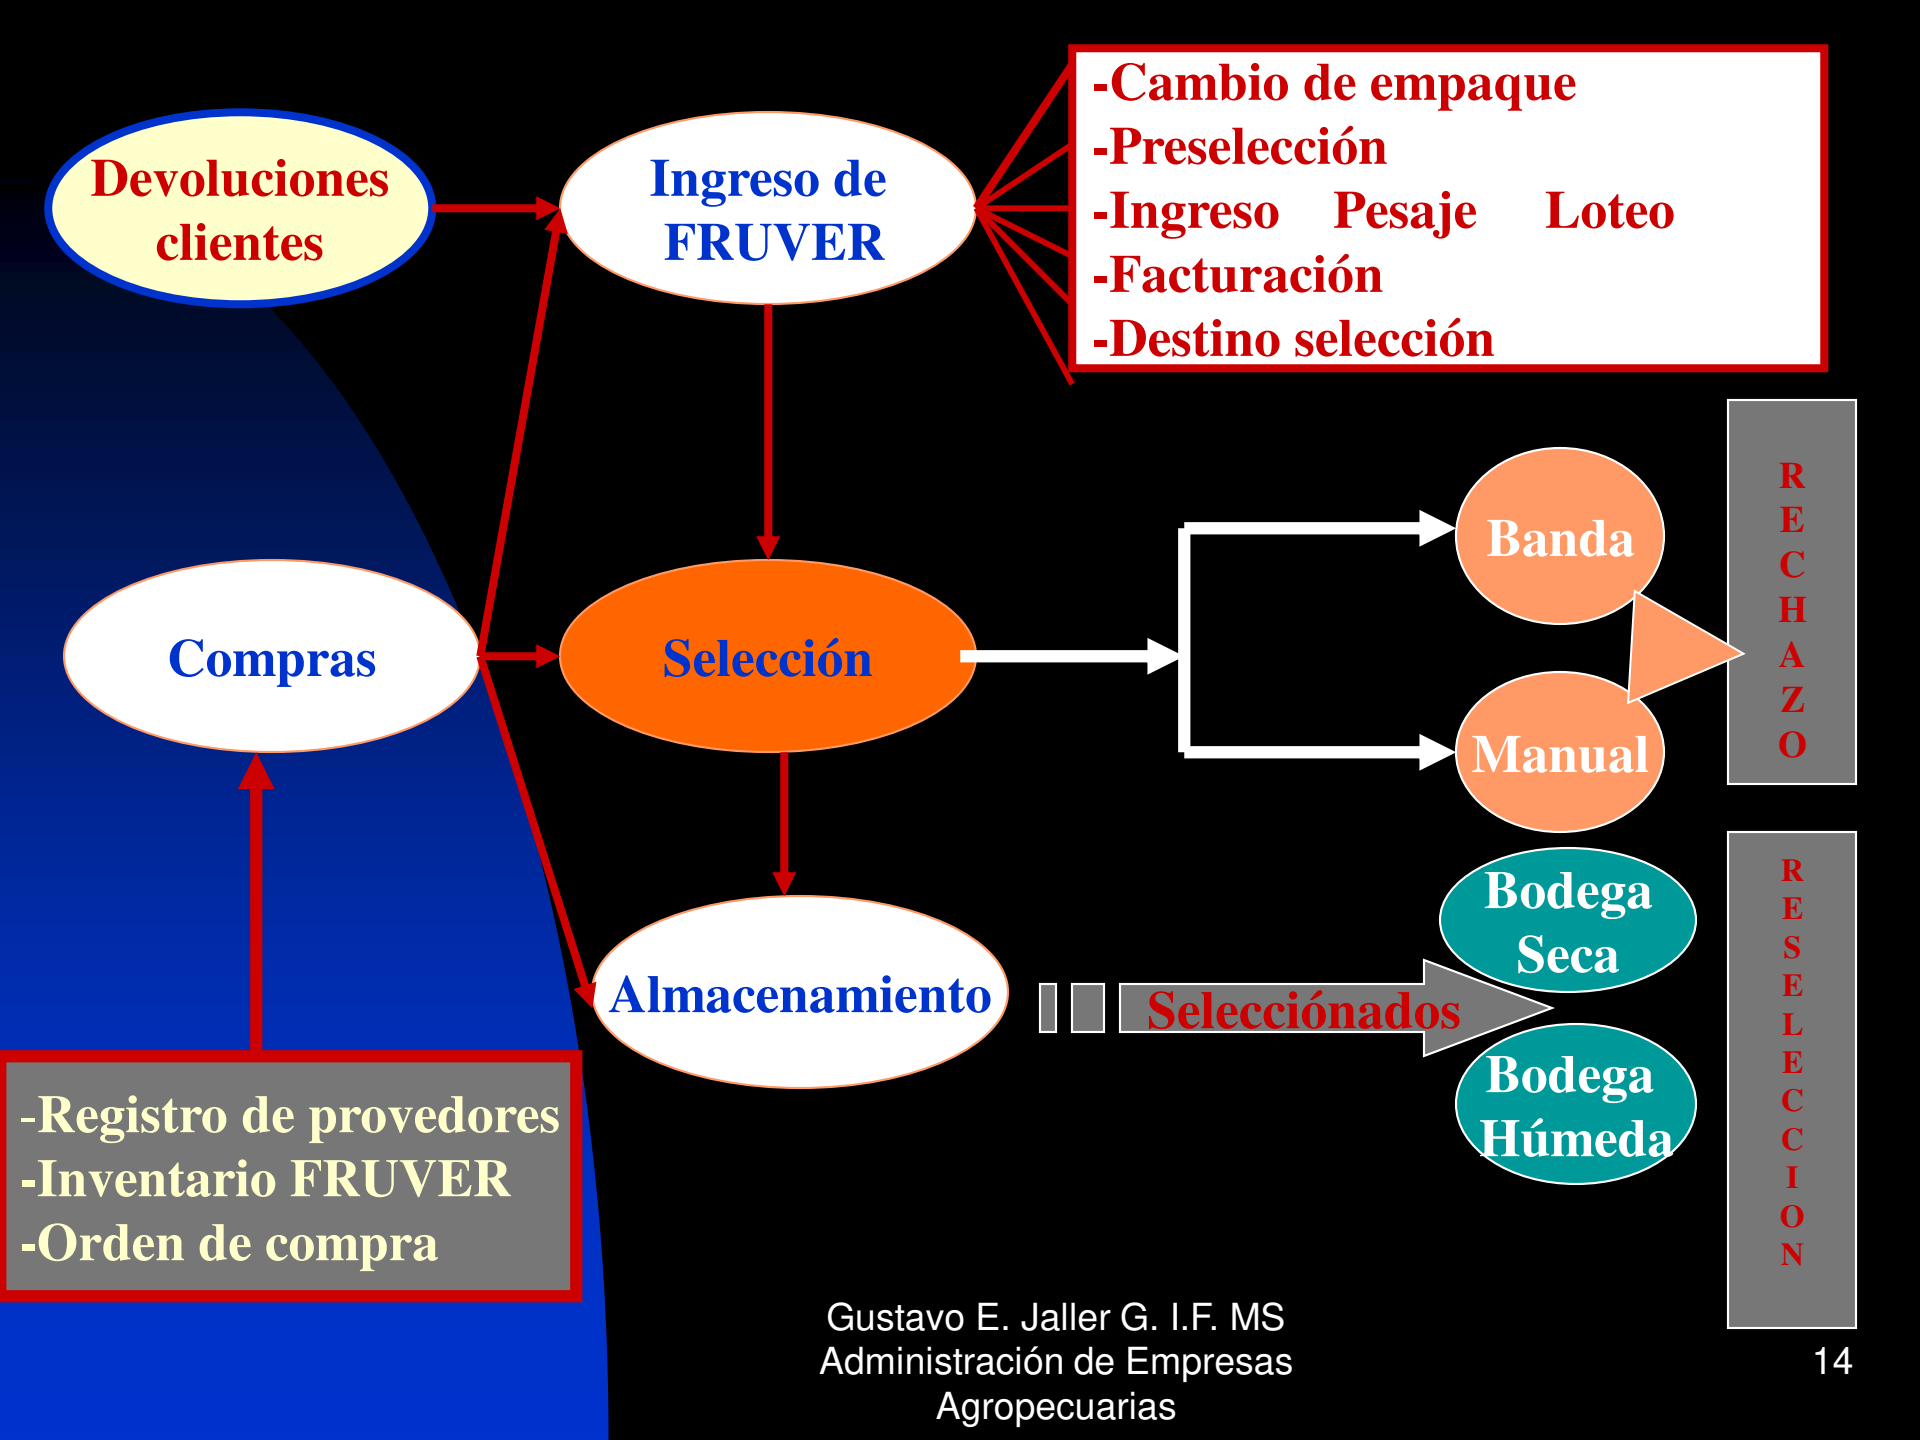 Devoluciones
clientes
Ingreso de
FRUVER
-Cambio de empaque
-Preselección
-Ingreso Pesaje Loteo
-Facturación
-Destino selección
Compras
Selección
Banda
Manual
R
E
C
H
A
Z
O
Almacenamiento
Selecciónados
Bodega
Seca
Bodega
Húmeda
R
E
S
E
L
E
C
C
I
O
N
-Registro de provedores
-Inventario FRUVER
-Orden de compra
Gustavo E. Jaller G. I.F. MS
Administración de Empresas
Agropecuarias
14